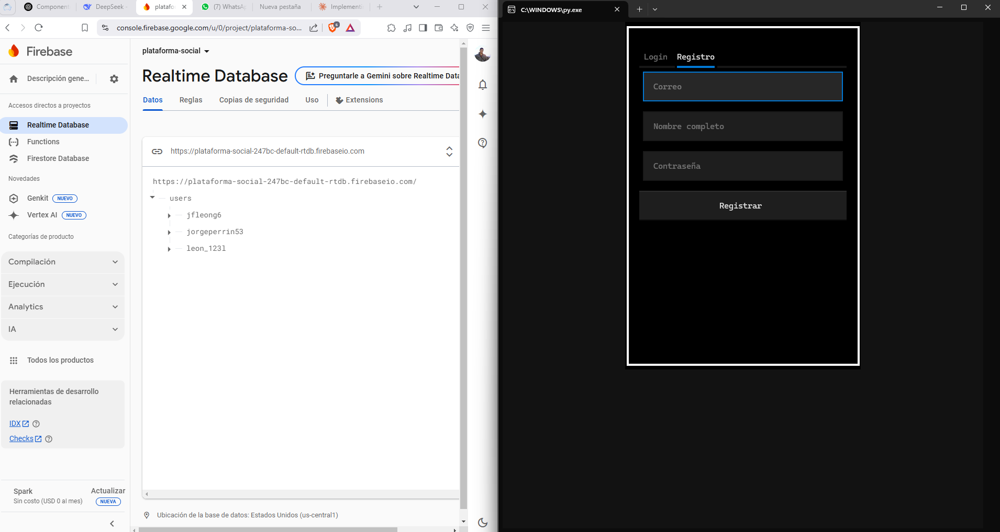 Component
DeepSeek -
platafo
(7) WhatsA
Nueva pestaña
Implementi
console.firebase.google.com/u/0/project/plataforma-so...
6
Firebase
Descripción gene...
Accesos directos a proyectos
Realtime Database
Functions
Firestore Database
Novedades
Genkit NUEVO
Vertex AI NUEVO
Categorías de producto
Compilación
Ejecución
Analytics
IA
Todos los productos
Herramientas de desarrollo
relacionadas
IDX
Checks
Spark
Sin costo (USD 0 al mes)
Actualizar
NUEVA
plataforma-social
Realtime Database
Preguntarle a Gemini sobre Realtime Data
Datos Reglas Copias de seguridad Uso Extensions
https://plataforma-social-247bc-default-rtdb.firebaseio.com
https://plataforma-social-247bc-default-rtdb.firebaseio.com/
users
jfleong6
jorgeperrin53
leon_123l
Ubicación de la base de datos: Estados Unidos (us-central1)
C:\WINDOWS\py.exe
Login Registro
Correo
Nombre completo
Contraseña
Registrar